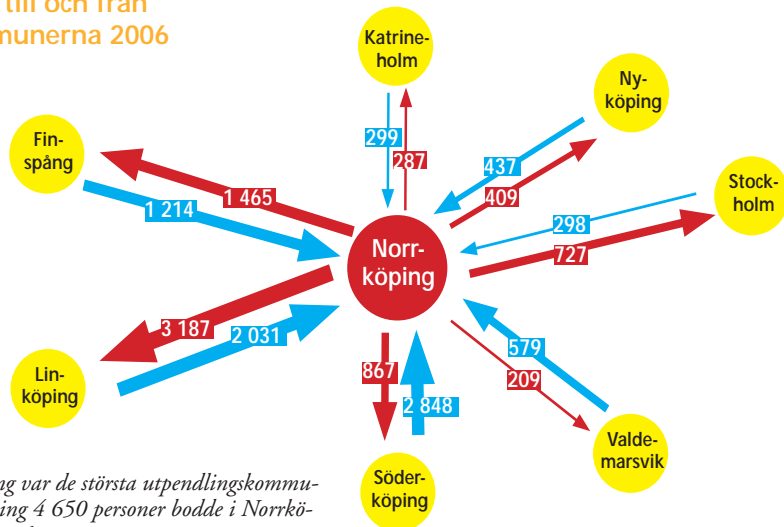 till och från
munerna 2006
Katrine-
holm
Ny-
köping
Fin-
spång
299
287
437
409
Stock-
holm
1 465
1 214
298
727
Norr-
köping
3 187
2 031
579
209
867
2 848
Lin-
köping
Valde-
marsvik
Söder-
köping
ng var de största utpendlingskommu-
ing 4 650 personer bodde i Norrkö-